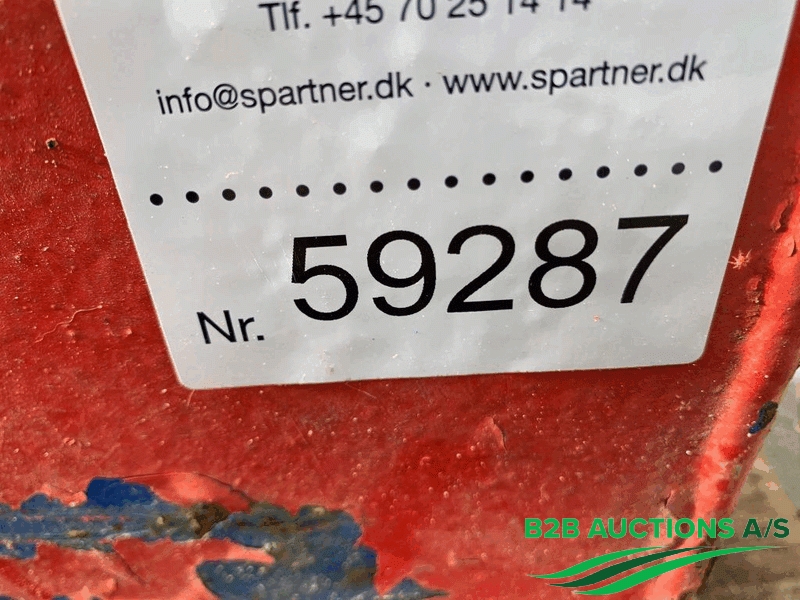 Tlf. +45 70 25 14 14
info@spartner.dk · www.spartner.dk
Nr. 59287
B2B AUCTIONS A/S